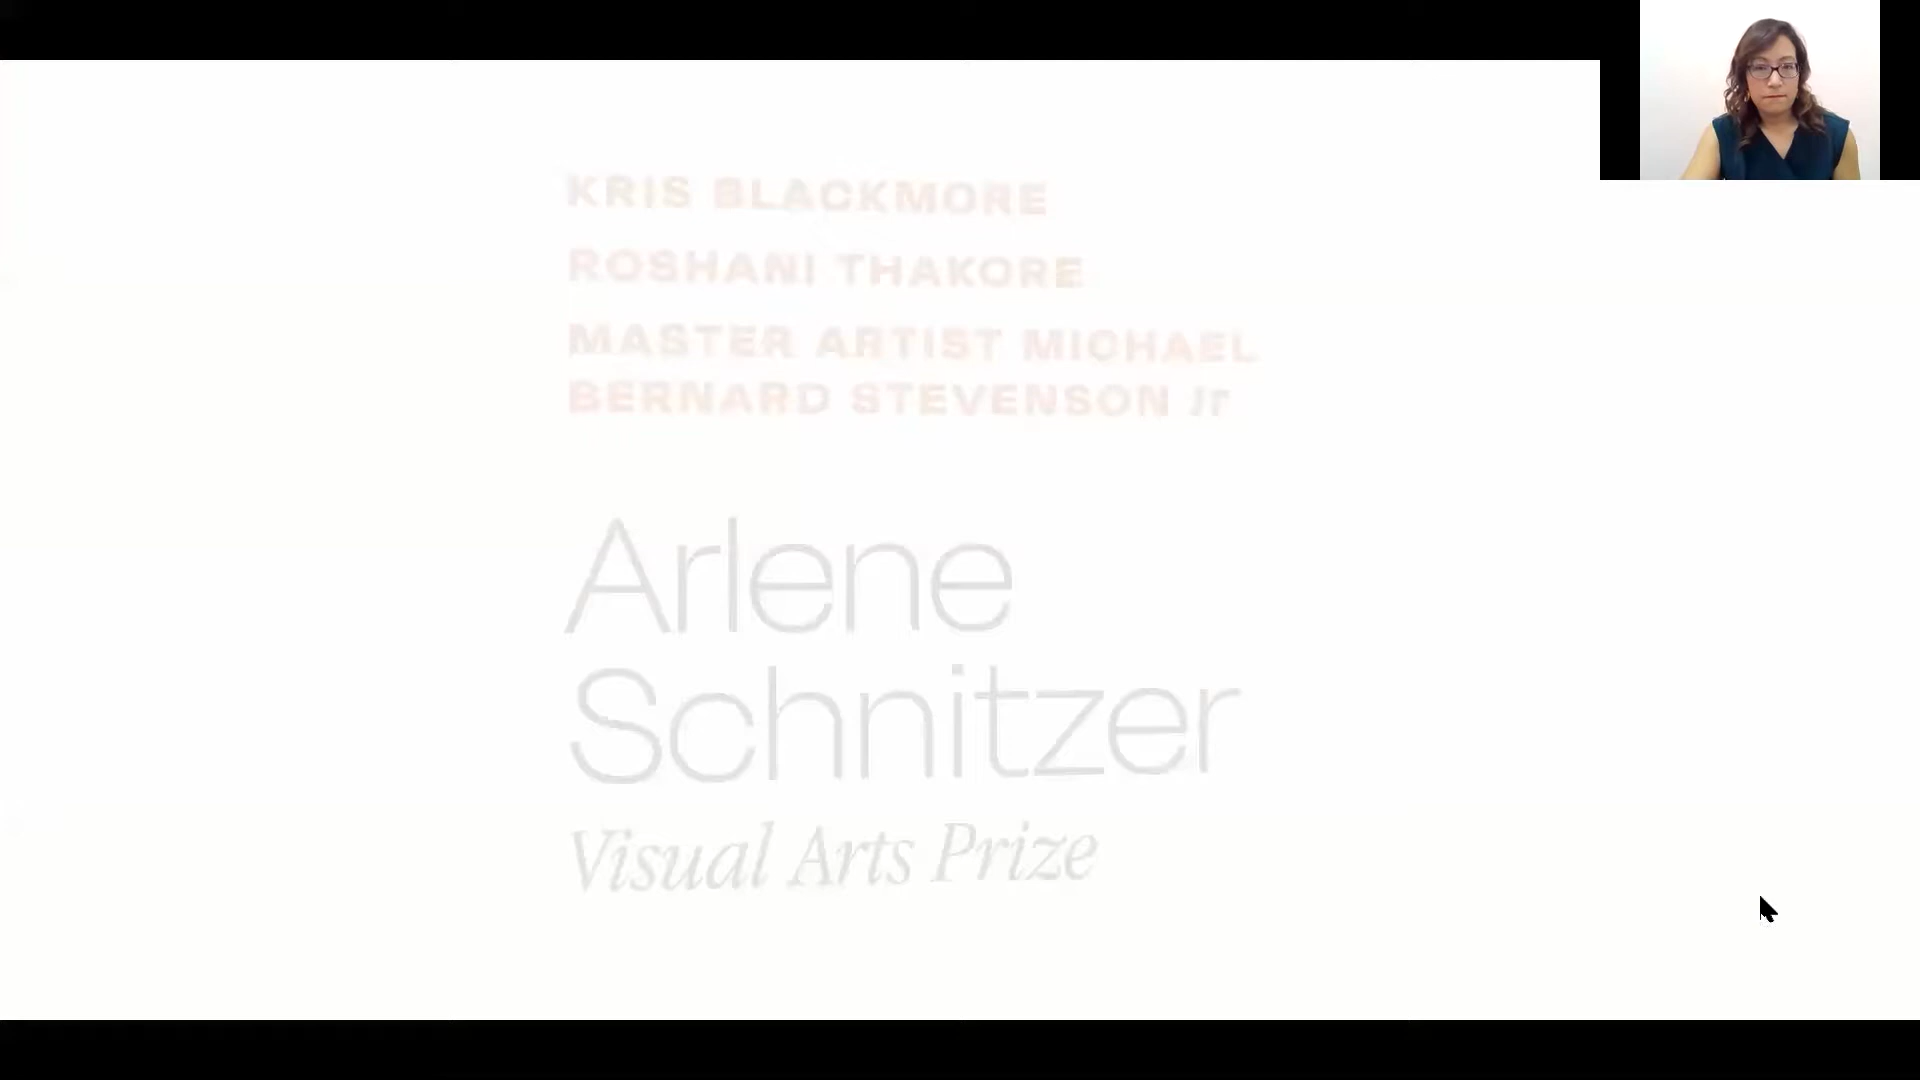 KRIS BLACKMORE
ROSHANI THAKORE
MASTER ARTIST MICHAEL
BERNARD STEVENSON Jr
Arlene
Schnitzer
Visual Arts Prize